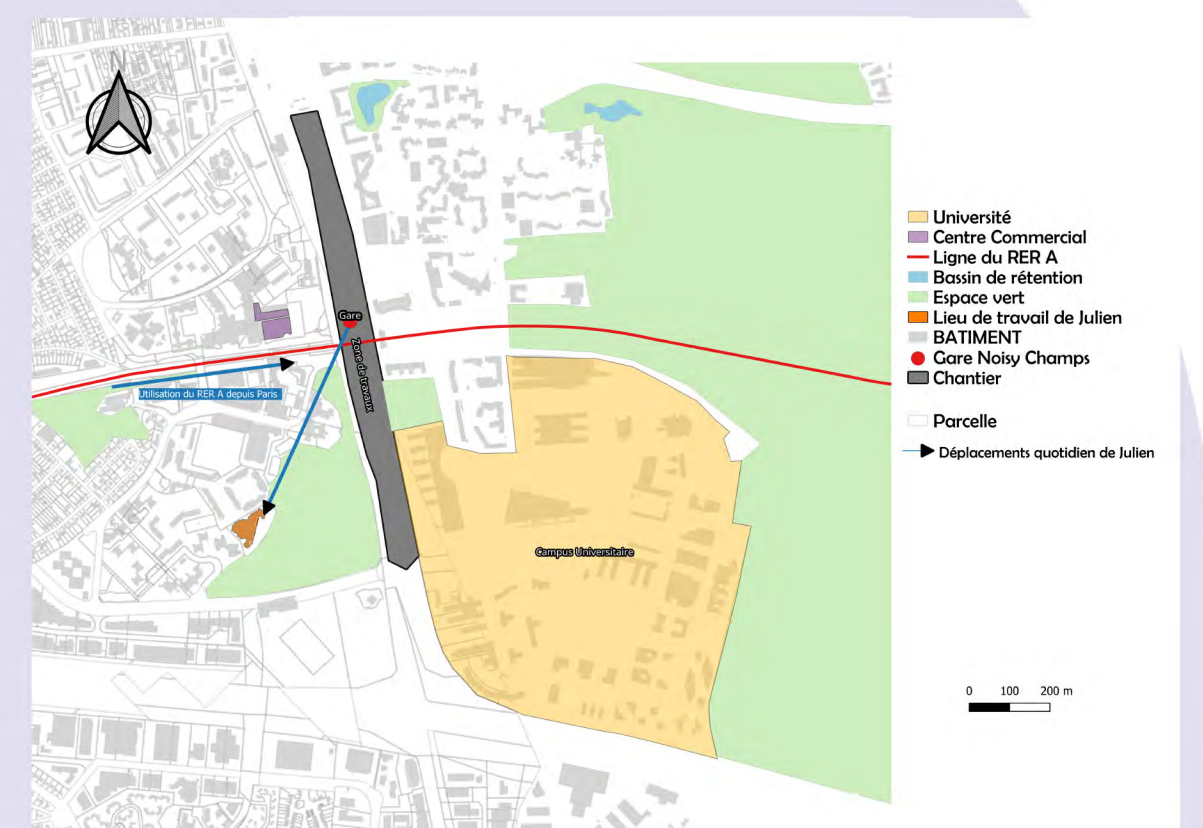 N
Gare
Zone de travaux
Utilisation du RER A depuis Paris
Campus Universitaire
Université
Centre Commercial
Ligne du RER A
Bassin de rétention
Espace vert
Lieu de travail de Julien
BATIMENT
Gare Noisy Champs
Chantier
Parcelle
Déplacements quotidien de Julien
0 100 200 m